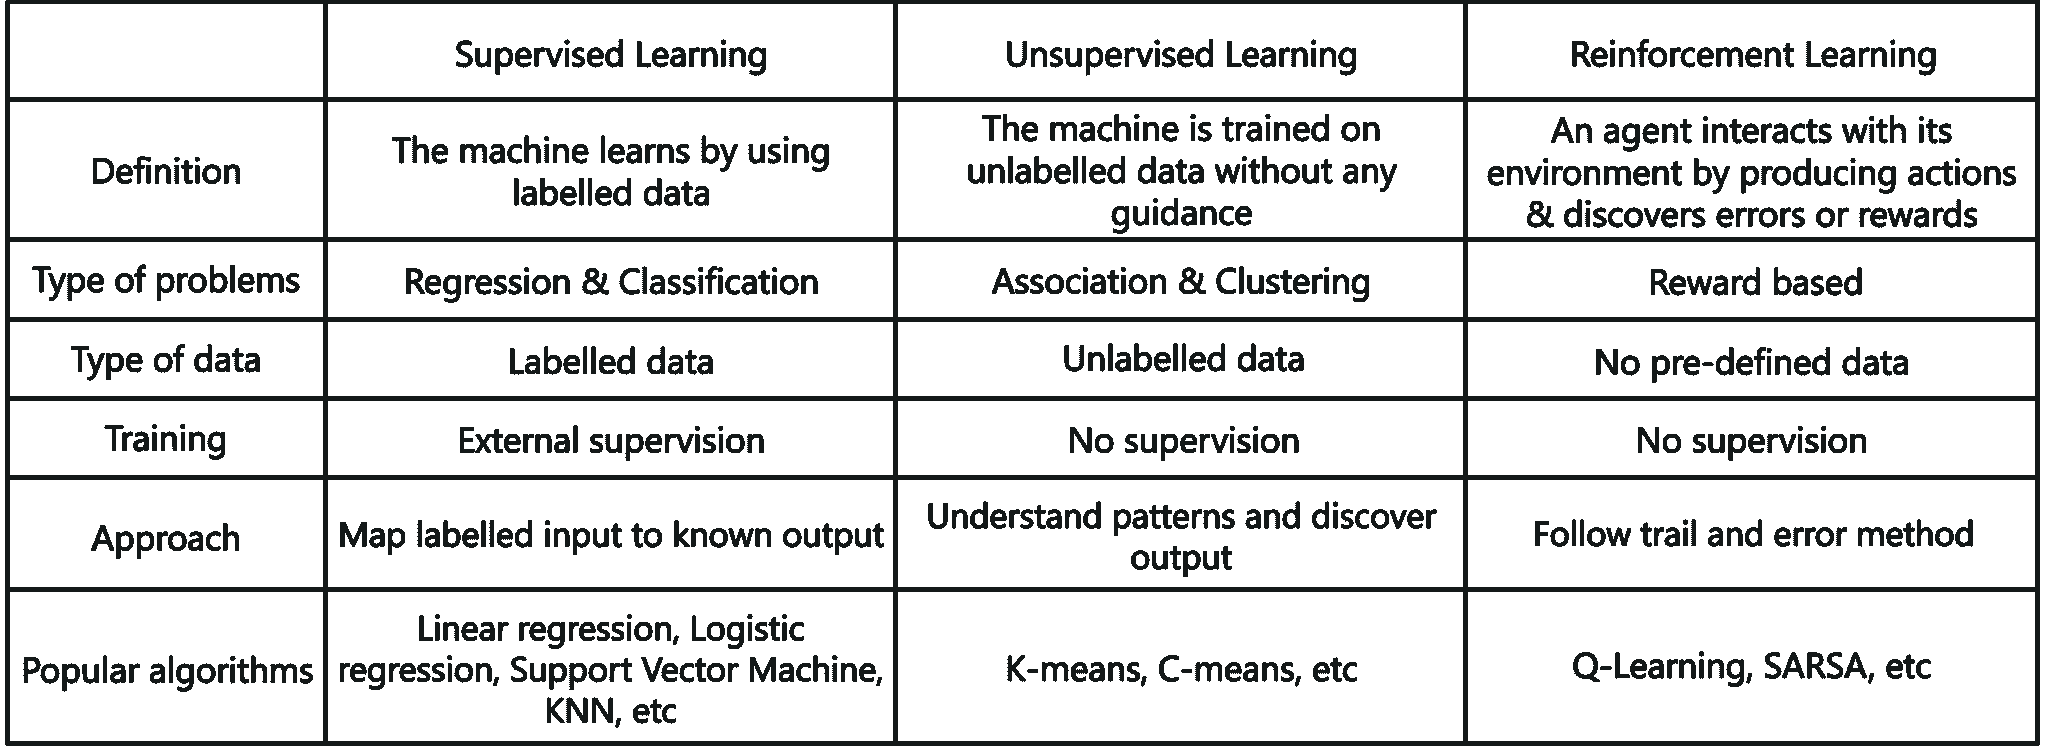 Supervised Learning
Unsupervised Learning
Reinforcement Learning
Definition
The machine learns by using
labelled data
The machine is trained on
unlabelled data without any
guidance
An agent interacts with its
environment by producing actions
& discovers errors or rewards
Type of problems
Regression & Classification
Association & Clustering
Reward based
Type of data
Labelled data
Unlabelled data
No pre-defined data
Training
External supervision
No supervision
No supervision
Approach
Map labelled input to known output
Understand patterns and discover
output
Follow trail and error method
Popular algorithms
Linear regression, Logistic
regression, Support Vector Machine,
KNN, etc
K-means, C-means, etc
Q-Learning, SARSA, etc